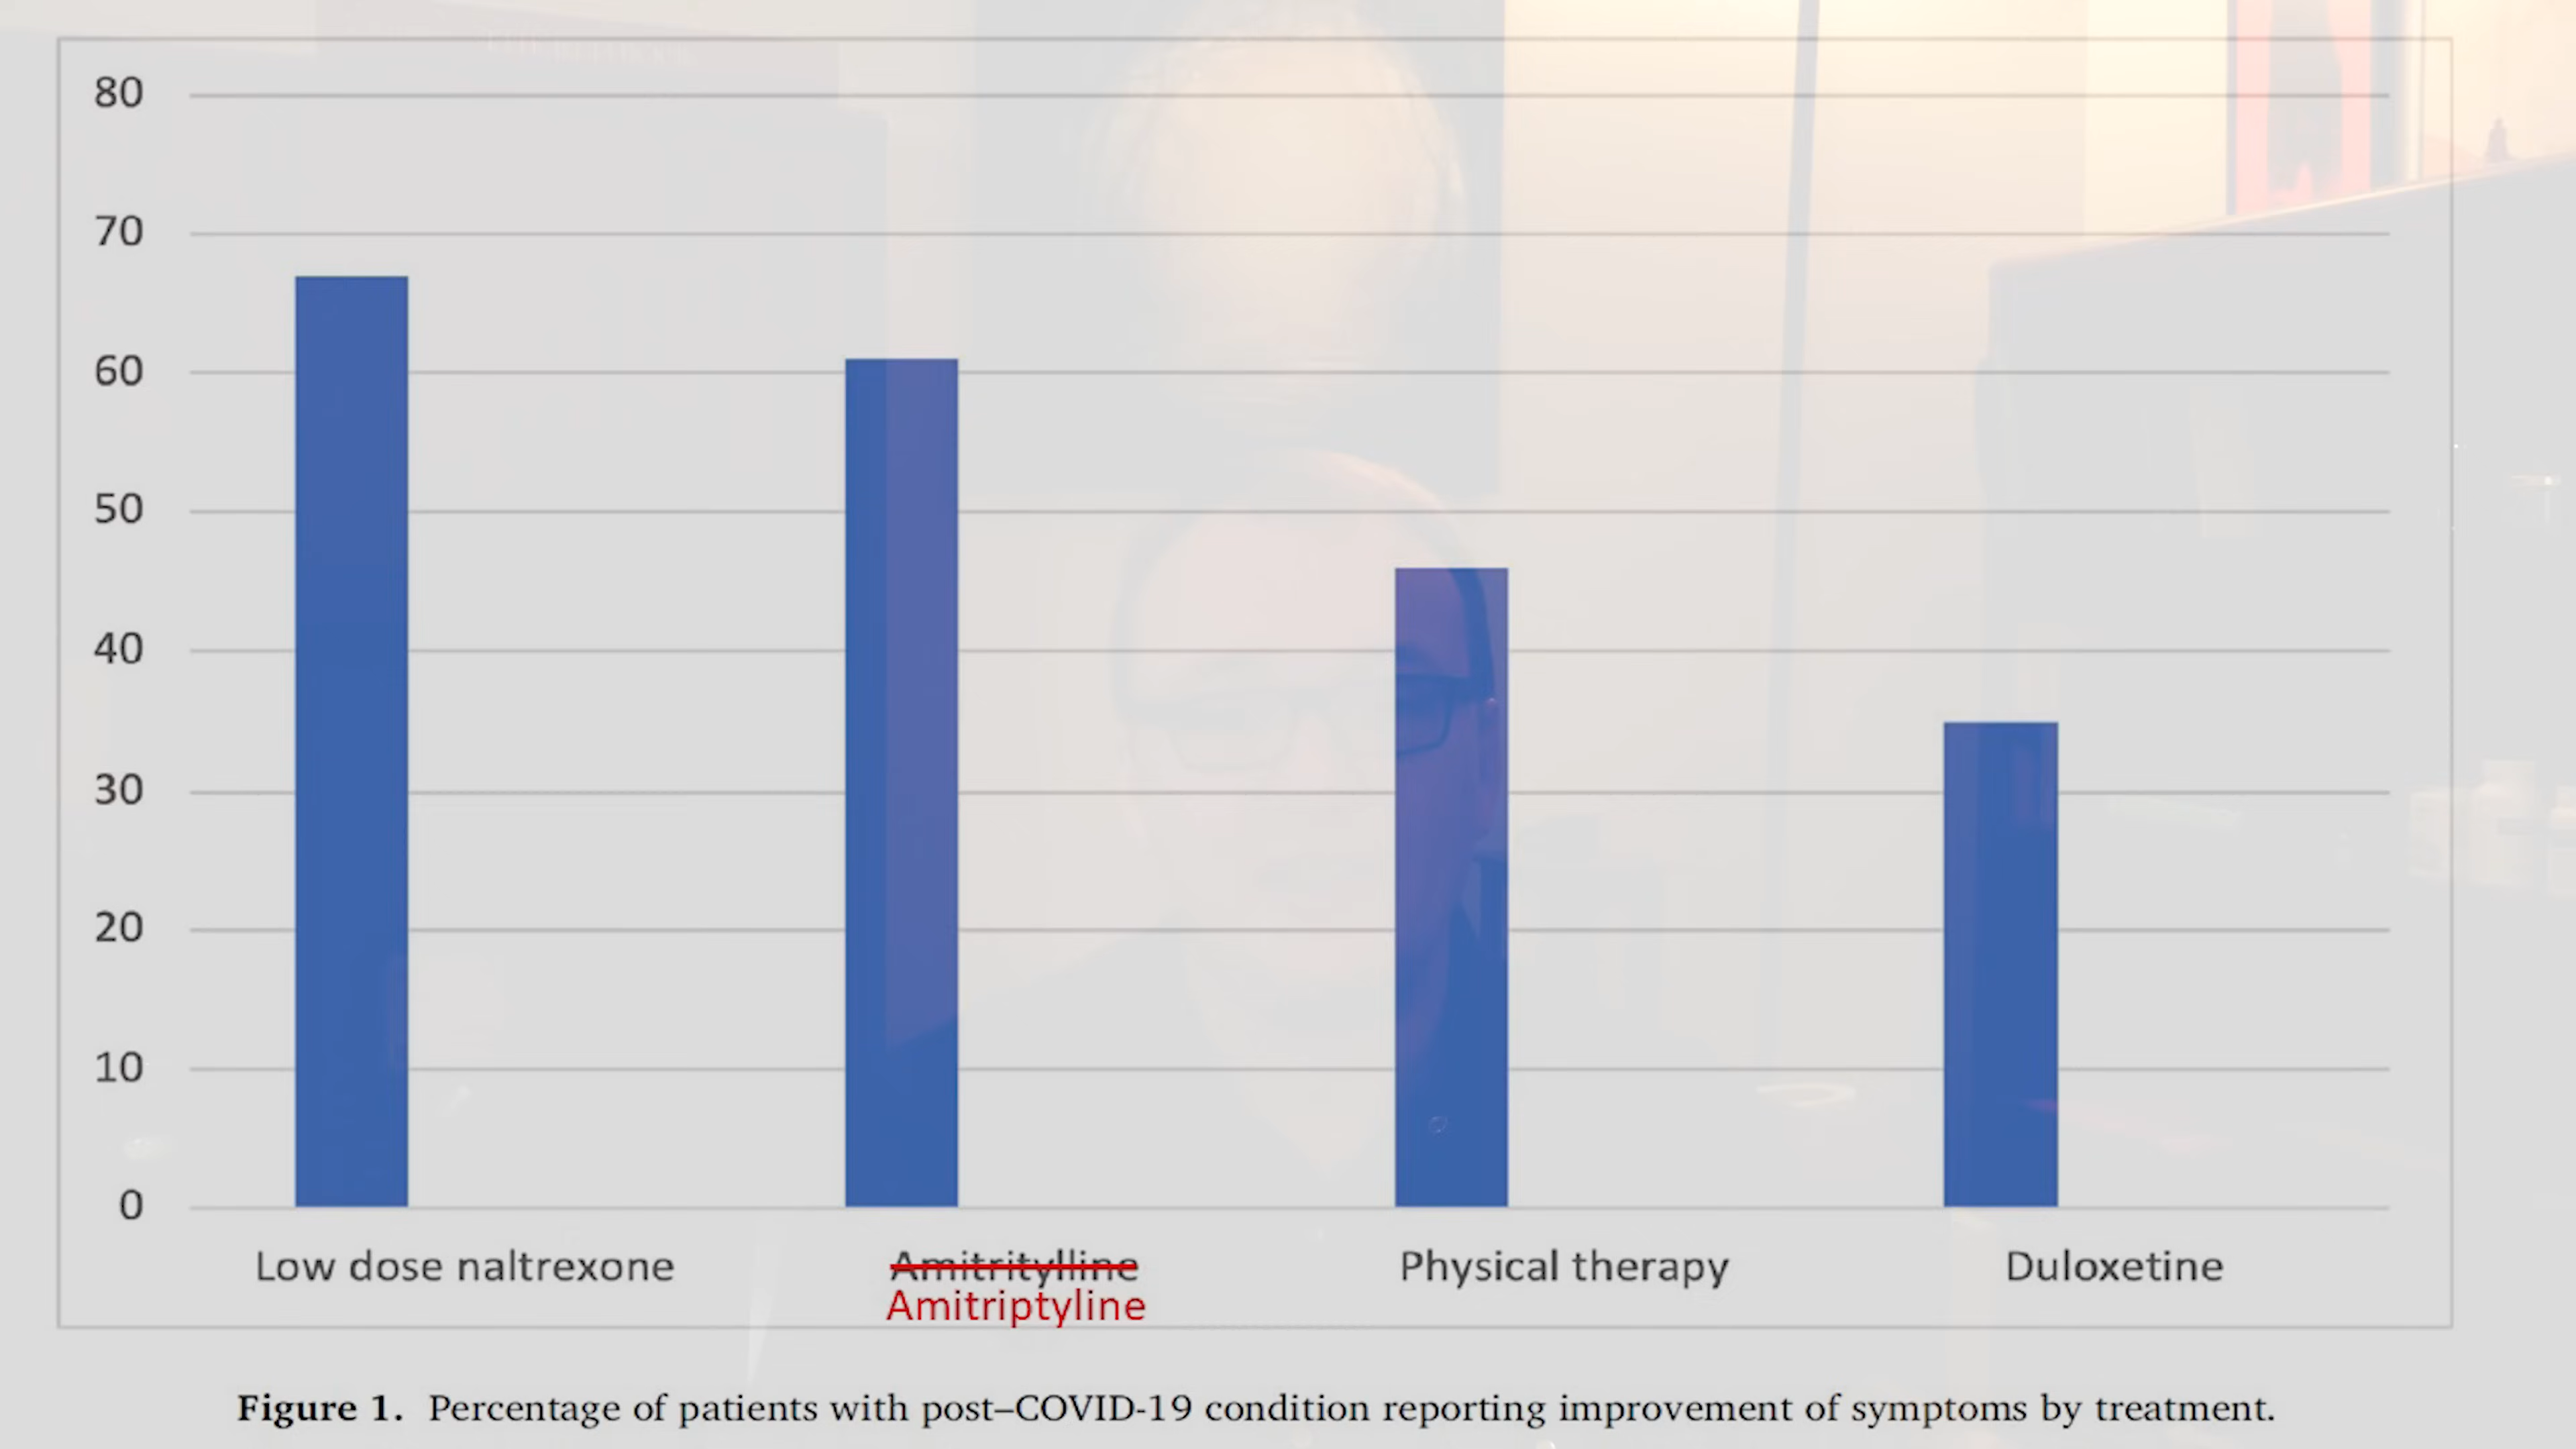 80
70
60
50
40
30
20
10
0
Low dose naltrexone
Amitritylline
Amitriptyline
Physical therapy
Duloxetine
Figure 1. Percentage of patients with post–COVID-19 condition reporting improvement of symptoms by treatment.